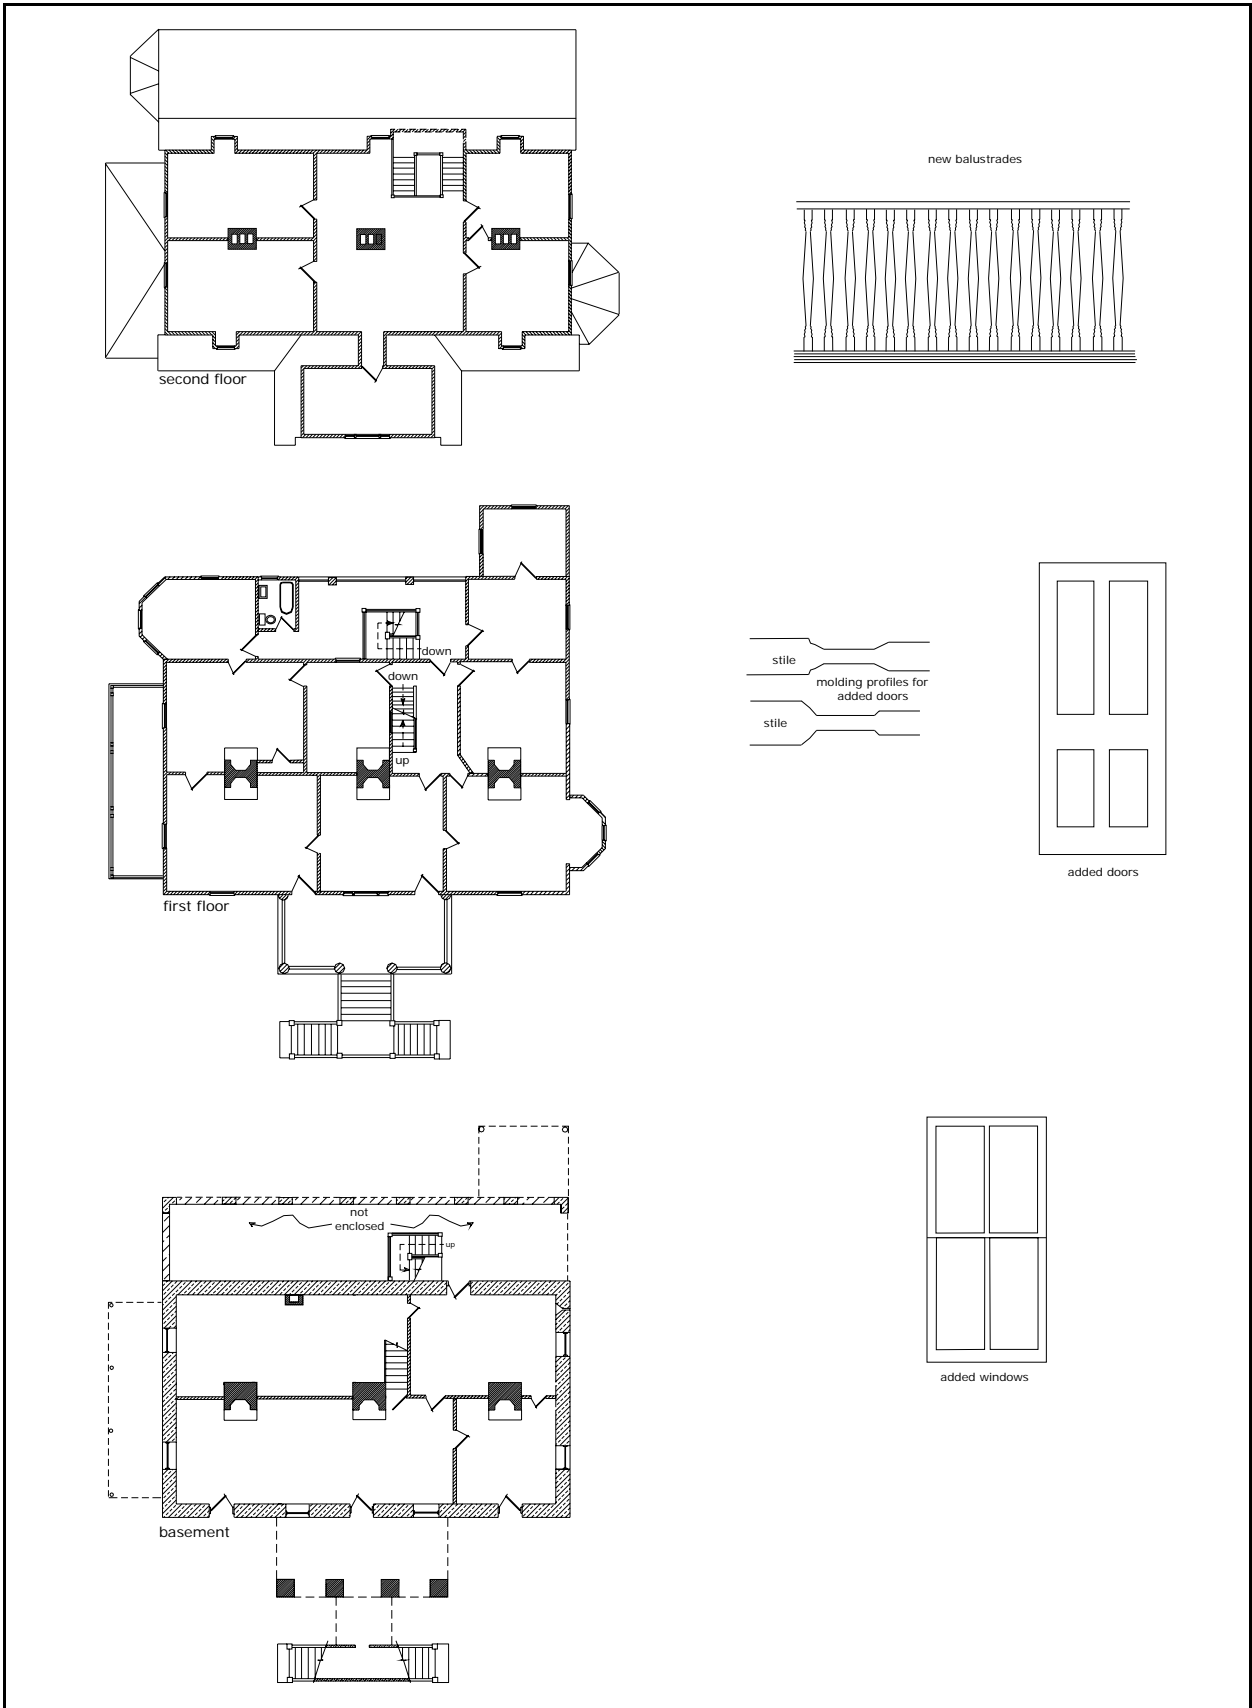 new balustrades
second floor
down
down
up
first floor
stile
molding profiles for
added doors
stile
added doors
not
enclosed
up
basement
added windows